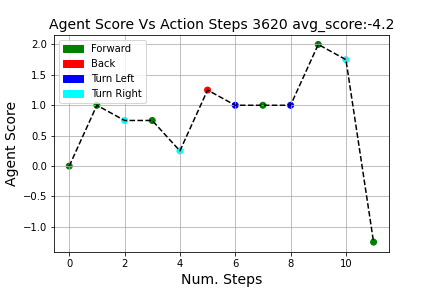 Agent Score Vs Action Steps 3620 avg_score:-4.2
2.0
1.5
1.0
0.5
0.0
−0.5
−1.0
Agent Score
Forward
Back
Turn Left
Turn Right
0 2 4 6 8 10
Num. Steps